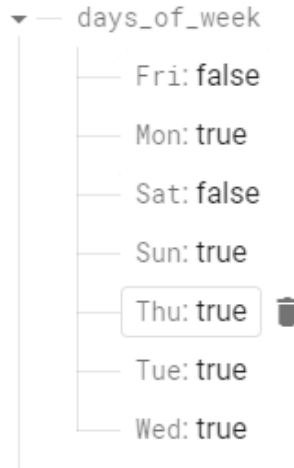 days_of_week
Fri: false
Mon: true
Sat: false
Sun: true
Thu: true
Tue: true
Wed: true